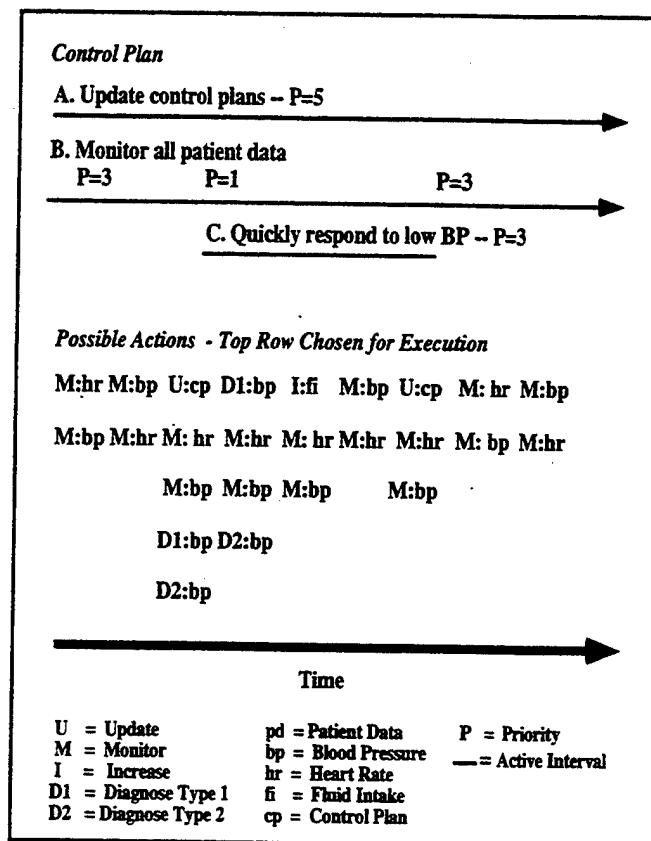 Control Plan
A. Update control plans -- P=5
B. Monitor all patient data
P=3 P=1 P=3
C. Quickly respond to low BP -- P=3
Possible Actions - Top Row Chosen for Execution
M:hr M:bp U:cp D1:bp I:fi M:bp U:cp M: hr M:bp
M:bp M:hr M: hr M:hr M: hr M:hr M:hr M: bp M:hr
M:bp M:bp M:bp M:bp
D1:bp D2:bp
D2:bp
Time
U = Update pd = Patient Data P = Priority
M = Monitor bp = Blood Pressure — = Active Interval
I = Increase hr = Heart Rate
D1 = Diagnose Type 1 fi = Fluid Intake
D2 = Diagnose Type 2 cp = Control Plan